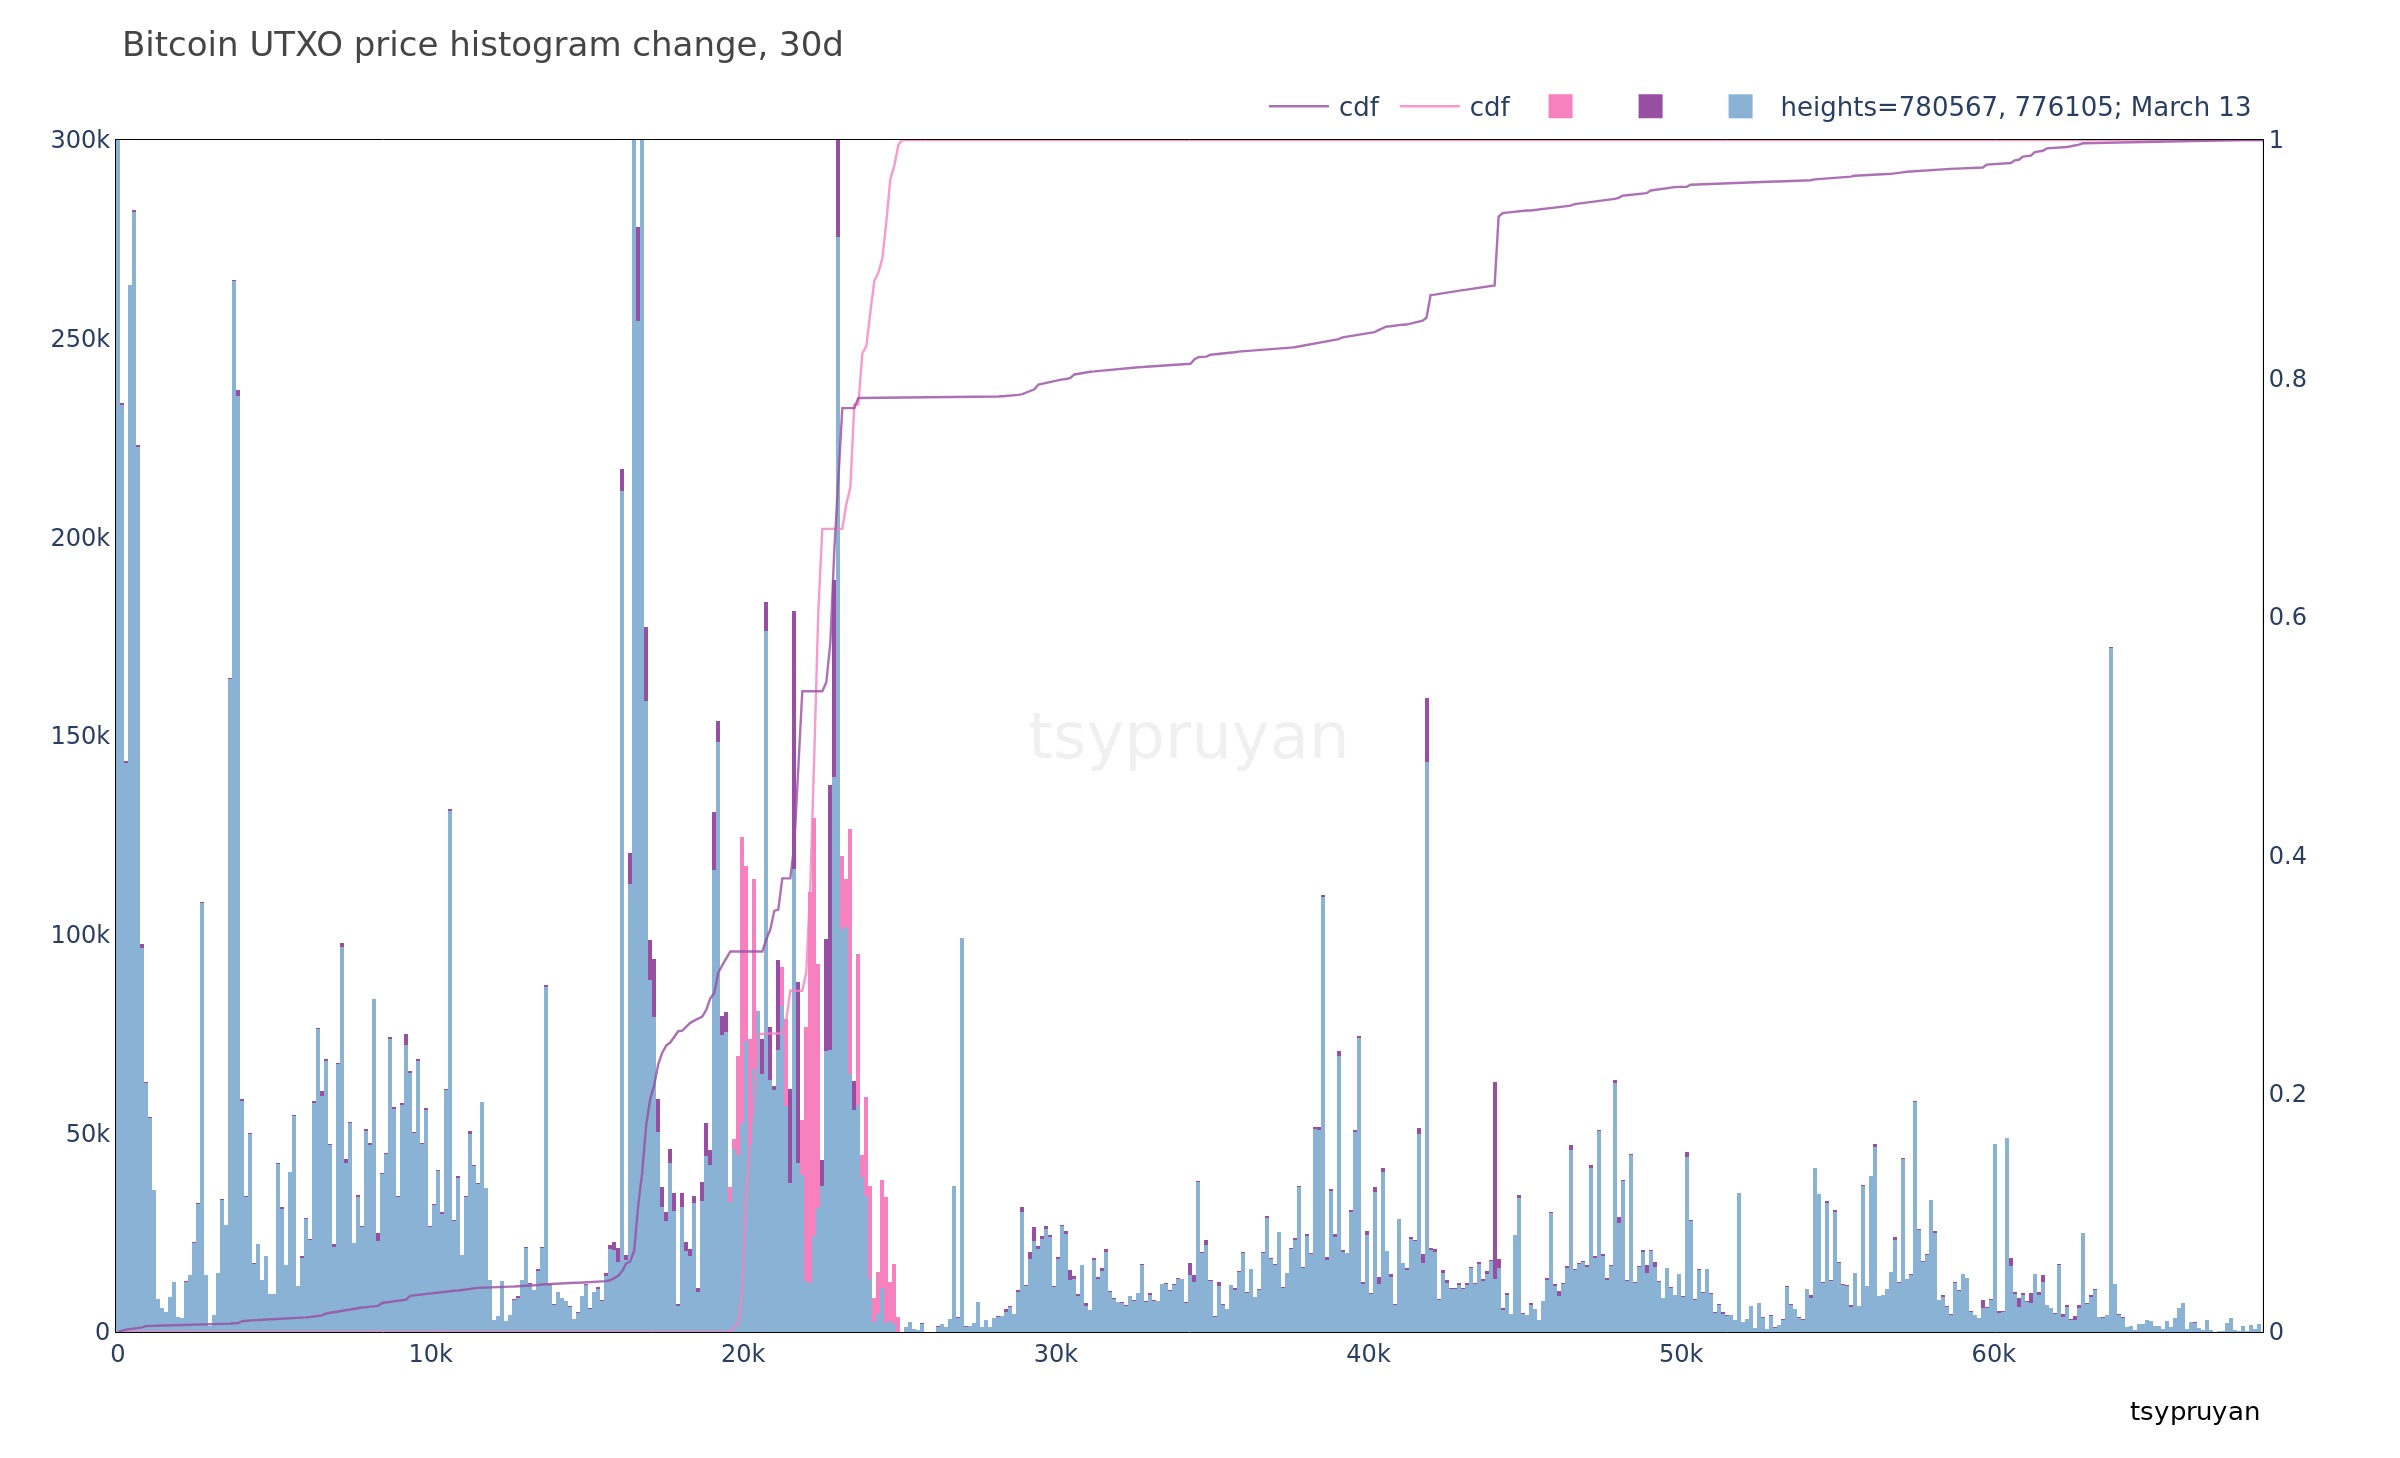 Bitcoin UTXO price histogram change, 30d
cdf cdf heights=780567, 776105; March 13
300k
250k
200k
150k
100k
50k
0
1
0.8
0.6
0.4
0.2
0
tsypruyan
0 10k 20k 30k 40k 50k 60k
tsypruyan